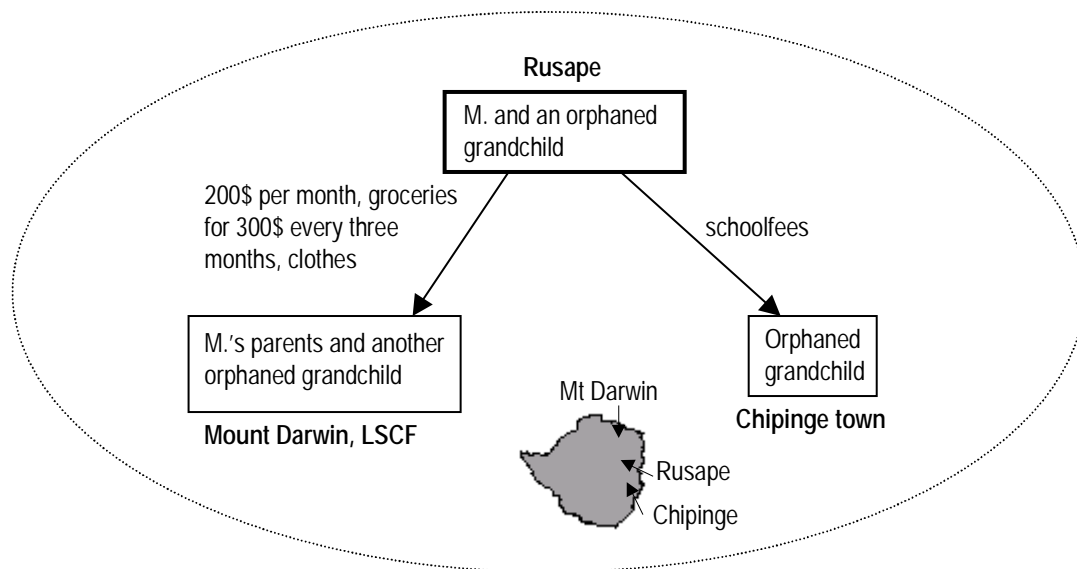 Rusape
M. and an orphaned
grandchild
200$ per month, groceries
for 300$ every three
months, clothes
schoolfees
M.'s parents and another
orphaned grandchild
Mount Darwin, LSCF
Orphaned
grandchild
Chipinge town
Mt Darwin
Rusape
Chipinge